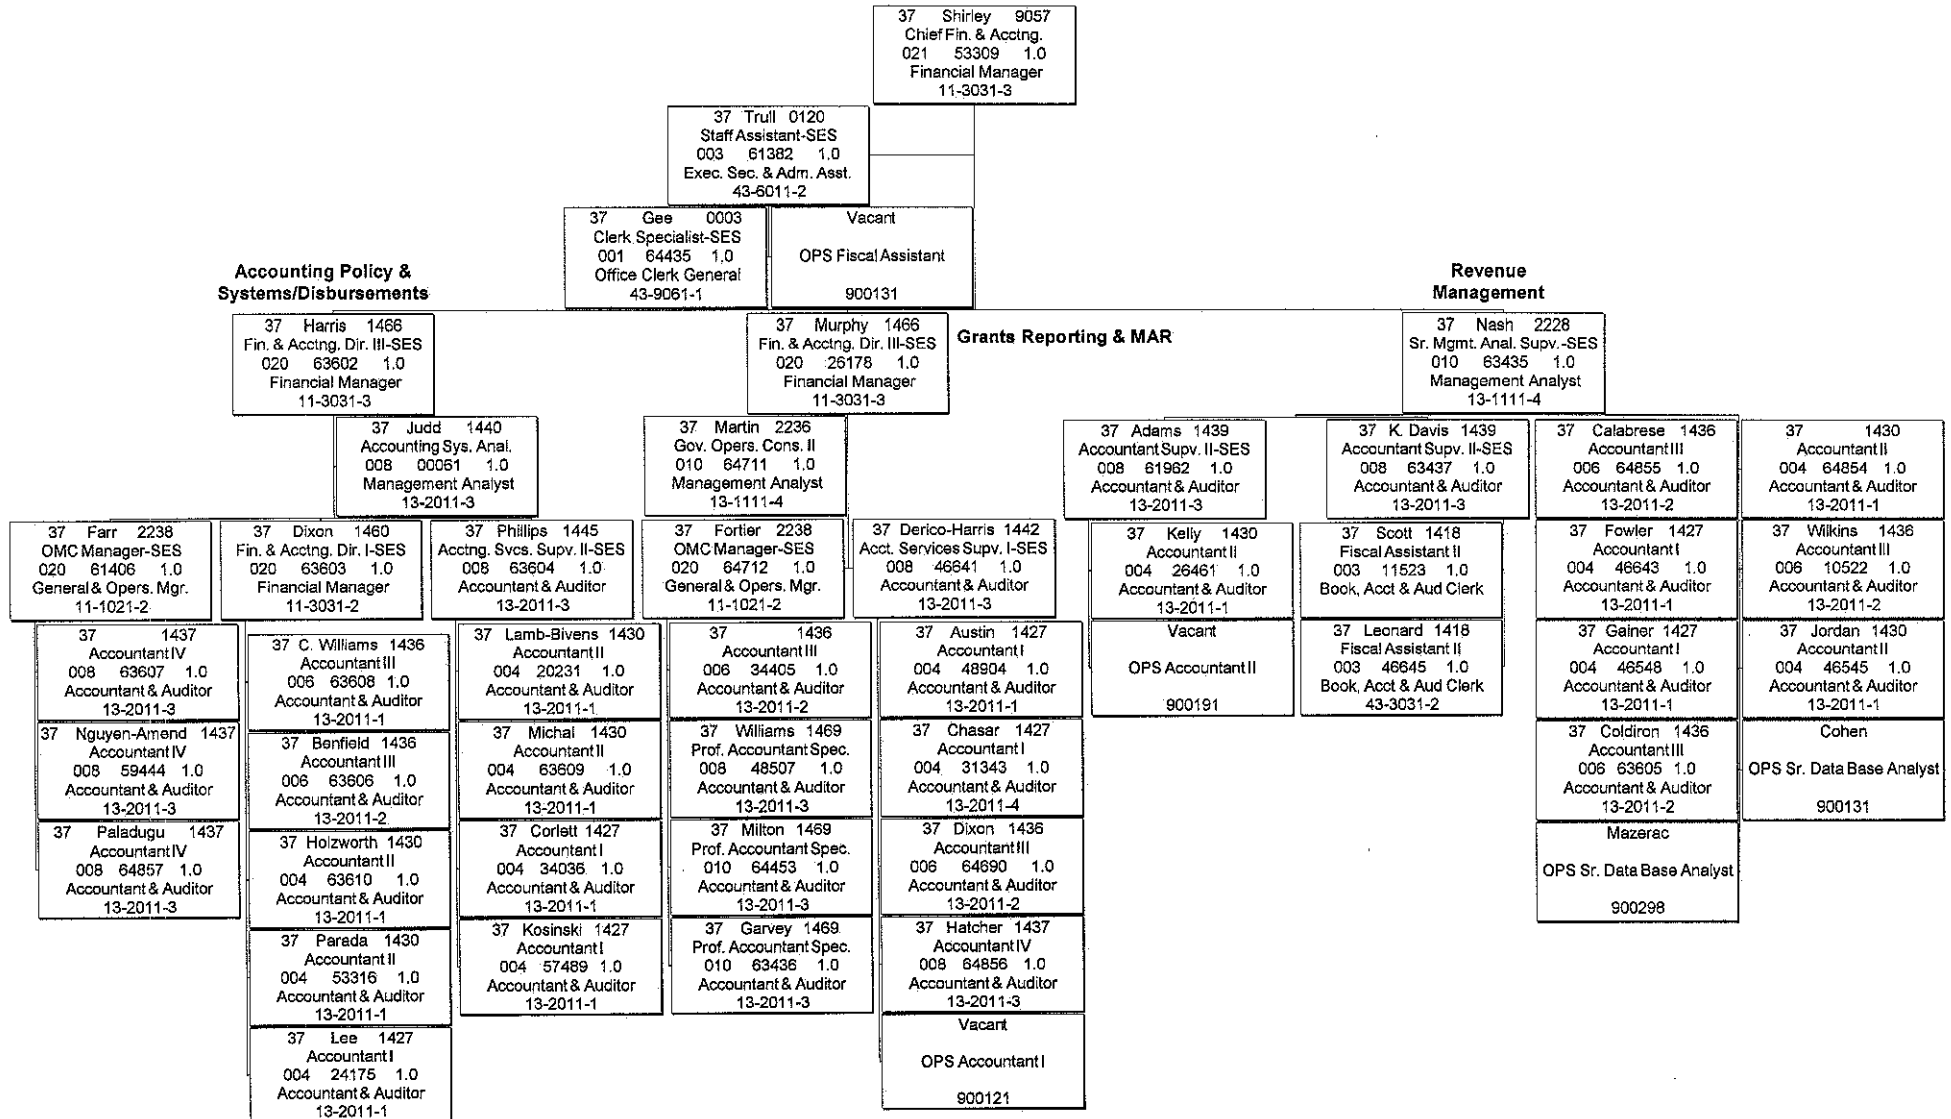 37 Shirley 9057
Chief Fin. & Acctng.
021 53309 1.0
Financial Manager
11-3031-3
37 Trull 0120
Staff Assistant-SES
003 61382 1.0
Exec. Sec. & Adm. Asst.
43-6011-2
37 Gee 0003
Clerk Specialist-SES
001 64435 1.0
Office Clerk General
43-9061-1
Vacant
OPS Fiscal Assistant
900131
Accounting Policy &
Systems/Disbursements
37 Harris 1466
Fin. & Acctng. Dir. III-SES
020 63602 1.0
Financial Manager
11-3031-3
37 Judd 1440
Accounting Sys. Anal.
008 00061 1.0
Management Analyst
13-2011-3
37 Farr 2238
OMC Manager-SES
020 61406 1.0
General & Opers. Mgr.
11-1021-2
37 1437
Accountant IV
008 63607 1.0
Accountant & Auditor
13-2011-3
37 Nguyen-Amend 1437
Accountant IV
008 59444 1.0
Accountant & Auditor
13-2011-3
37 Paladugu 1437
Accountant IV
008 64857 1.0
Accountant & Auditor
13-2011-3
37 Dixon 1460
Fin. & Acctng. Dir. I-SES
020 63603 1.0
Financial Manager
11-3031-2
37 C. Williams 1436
Accountant III
006 63608 1.0
Accountant & Auditor
13-2011-1
37 Benfield 1436
Accountant III
006 63606 1.0
Accountant & Auditor
13-2011-2
37 Holzworth 1430
Accountant II
004 63610 1.0
Accountant & Auditor
13-2011-1
37 Parada 1430
Accountant II
004 53316 1.0
Accountant & Auditor
13-2011-1
37 Lee 1427
Accountant I
004 24175 1.0
Accountant & Auditor
13-2011-1
37 Phillips 1445
Acctng. Svcs. Supv. II-SES
008 63604 1.0
Accountant & Auditor
13-2011-3
37 Lamb-Bivens 1430
Accountant II
004 20231 1.0
Accountant & Auditor
13-2011-1
37 Michal 1430
Accountant II
004 63609 1.0
Accountant & Auditor
13-2011-1
37 Corlett 1427
Accountant I
004 34036 1.0
Accountant & Auditor
13-2011-1
37 Kosinski 1427
Accountant I
004 57489 1.0
Accountant & Auditor
13-2011-1
37 Murphy 1466
Fin. & Acctng. Dir. III-SES
020 26178 1.0
Financial Manager
11-3031-3
Grants Reporting & MAR
37 Martin 2236
Gov. Opers. Cons. II
010 64711 1.0
Management Analyst
13-1111-4
37 Fortier 2238
OMC Manager-SES
020 64712 1.0
General & Opers. Mgr.
11-1021-2
37 1436
Accountant III
006 34405 1.0
Accountant & Auditor
13-2011-2
37 Williams 1469
Prof. Accountant Spec.
008 48507 1.0
Accountant & Auditor
13-2011-3
37 Milton 1469
Prof. Accountant Spec.
010 64453 1.0
Accountant & Auditor
13-2011-3
37 Garvey 1469
Prof. Accountant Spec.
010 63436 1.0
Accountant & Auditor
13-2011-3
37 Derico-Harris 1442
Acct. Services Supv. I-SES
008 46641 1.0
Accountant & Auditor
13-2011-3
37 Austin 1427
Accountant I
004 48904 1.0
Accountant & Auditor
13-2011-1
37 Chasar 1427
Accountant I
004 31343 1.0
Accountant & Auditor
13-2011-4
37 Dixon 1436
Accountant III
006 64690 1.0
Accountant & Auditor
13-2011-2
37 Hatcher 1437
Accountant IV
008 64856 1.0
Accountant & Auditor
13-2011-3
Vacant
OPS Accountant I
900121
Revenue
Management
37 Nash 2228
Sr. Mgmt. Anal. Supv.-SES
010 63435 1.0
Management Analyst
13-1111-4
37 Adams 1439
Accountant Supv. II-SES
008 61962 1.0
Accountant & Auditor
13-2011-3
37 Kelly 1430
Accountant II
004 26461 1.0
Accountant & Auditor
13-2011-1
Vacant
OPS Accountant II
900191
37 K. Davis 1439
Accountant Supv. II-SES
008 63437 1.0
Accountant & Auditor
13-2011-3
37 Scott 1418
Fiscal Assistant II
003 11523 1.0
Book, Acct & Aud Clerk
37 Leonard 1418
Fiscal Assistant II
003 46645 1.0
Book, Acct & Aud Clerk
43-3031-2
37 Calabrese 1436
Accountant III
006 64855 1.0
Accountant & Auditor
13-2011-2
37 Fowler 1427
Accountant I
004 46643 1.0
Accountant & Auditor
13-2011-1
37 Gainer 1427
Accountant I
004 46548 1.0
Accountant & Auditor
13-2011-1
37 Coldiron 1436
Accountant III
006 63605 1.0
Accountant & Auditor
13-2011-2
Mazerac
OPS Sr. Data Base Analyst
900298
37 1430
Accountant II
004 64854 1.0
Accountant & Auditor
13-2011-1
37 Wilkins 1436
Accountant III
006 10522 1.0
Accountant & Auditor
13-2011-2
37 Jordan 1430
Accountant II
004 46545 1.0
Accountant & Auditor
13-2011-1
Cohen
OPS Sr. Data Base Analyst
900131